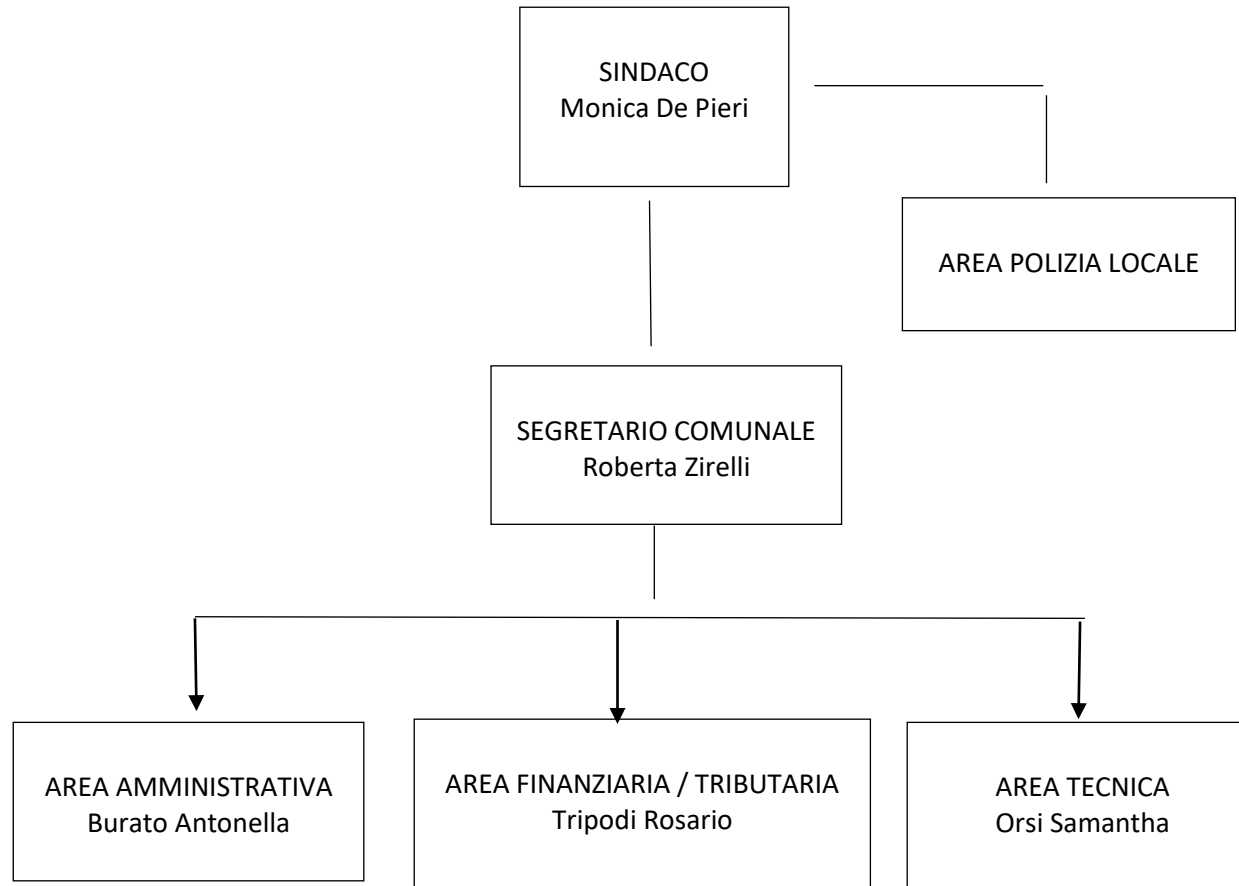 SINDACO
Monica De Pieri
AREA POLIZIA LOCALE
SEGRETARIO COMUNALE
Roberta Zirelli
AREA AMMINISTRATIVA
Burato Antonella
AREA FINANZIARIA / TRIBUTARIA
Tripodi Rosario
AREA TECNICA
Orsi Samantha